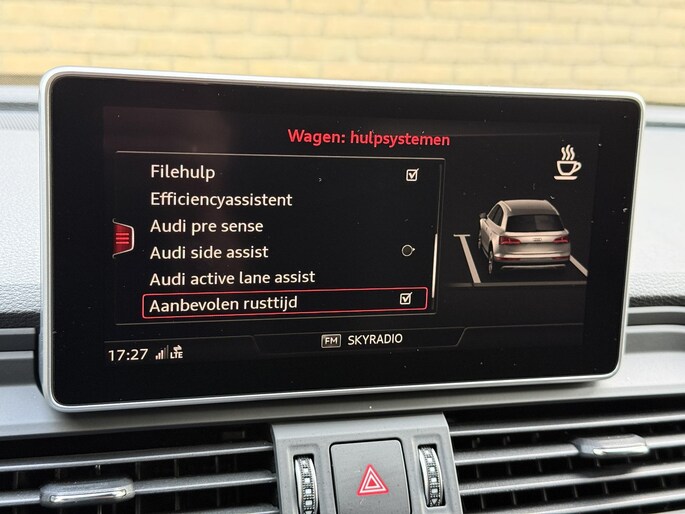 Wagen: hulpsystemen
Filehulp
Efficiencyassistent
Audi pre sense
Audi side assist
Audi active lane assist
Aanbevolen rusttijd
FM SKYRADIO
17:27 LTE